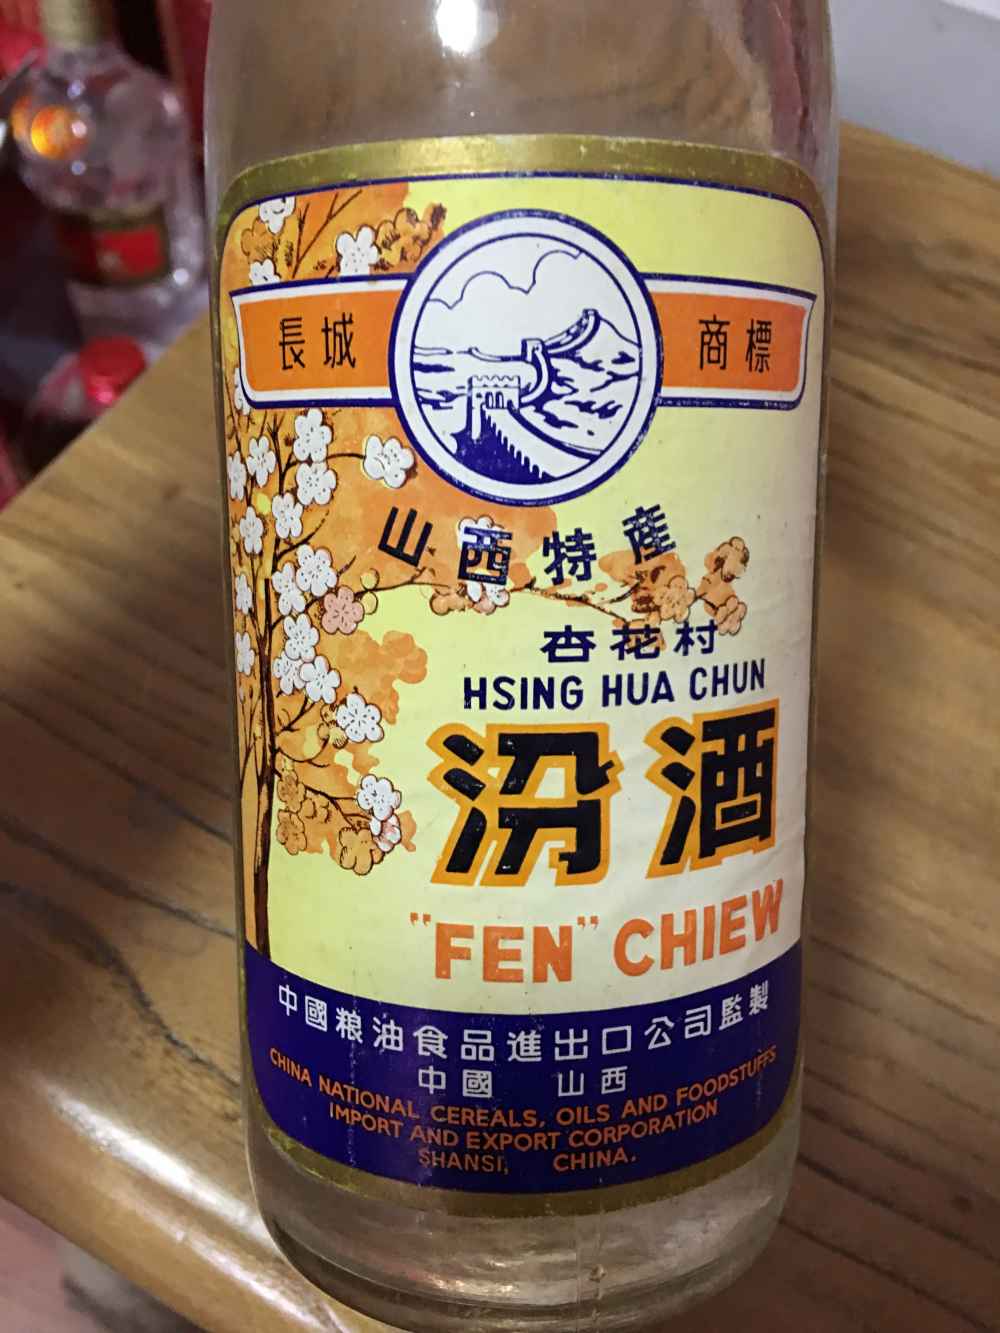 長城 商標
山西特產
杏花村
HSING HUA CHUN
汾酒
"FEN" CHIEW
中國粮油食品進出口公司監製
中國 山西
CHINA NATIONAL CEREALS, OILS AND FOODSTUFFS
IMPORT AND EXPORT CORPORATION
SHANSI, CHINA.